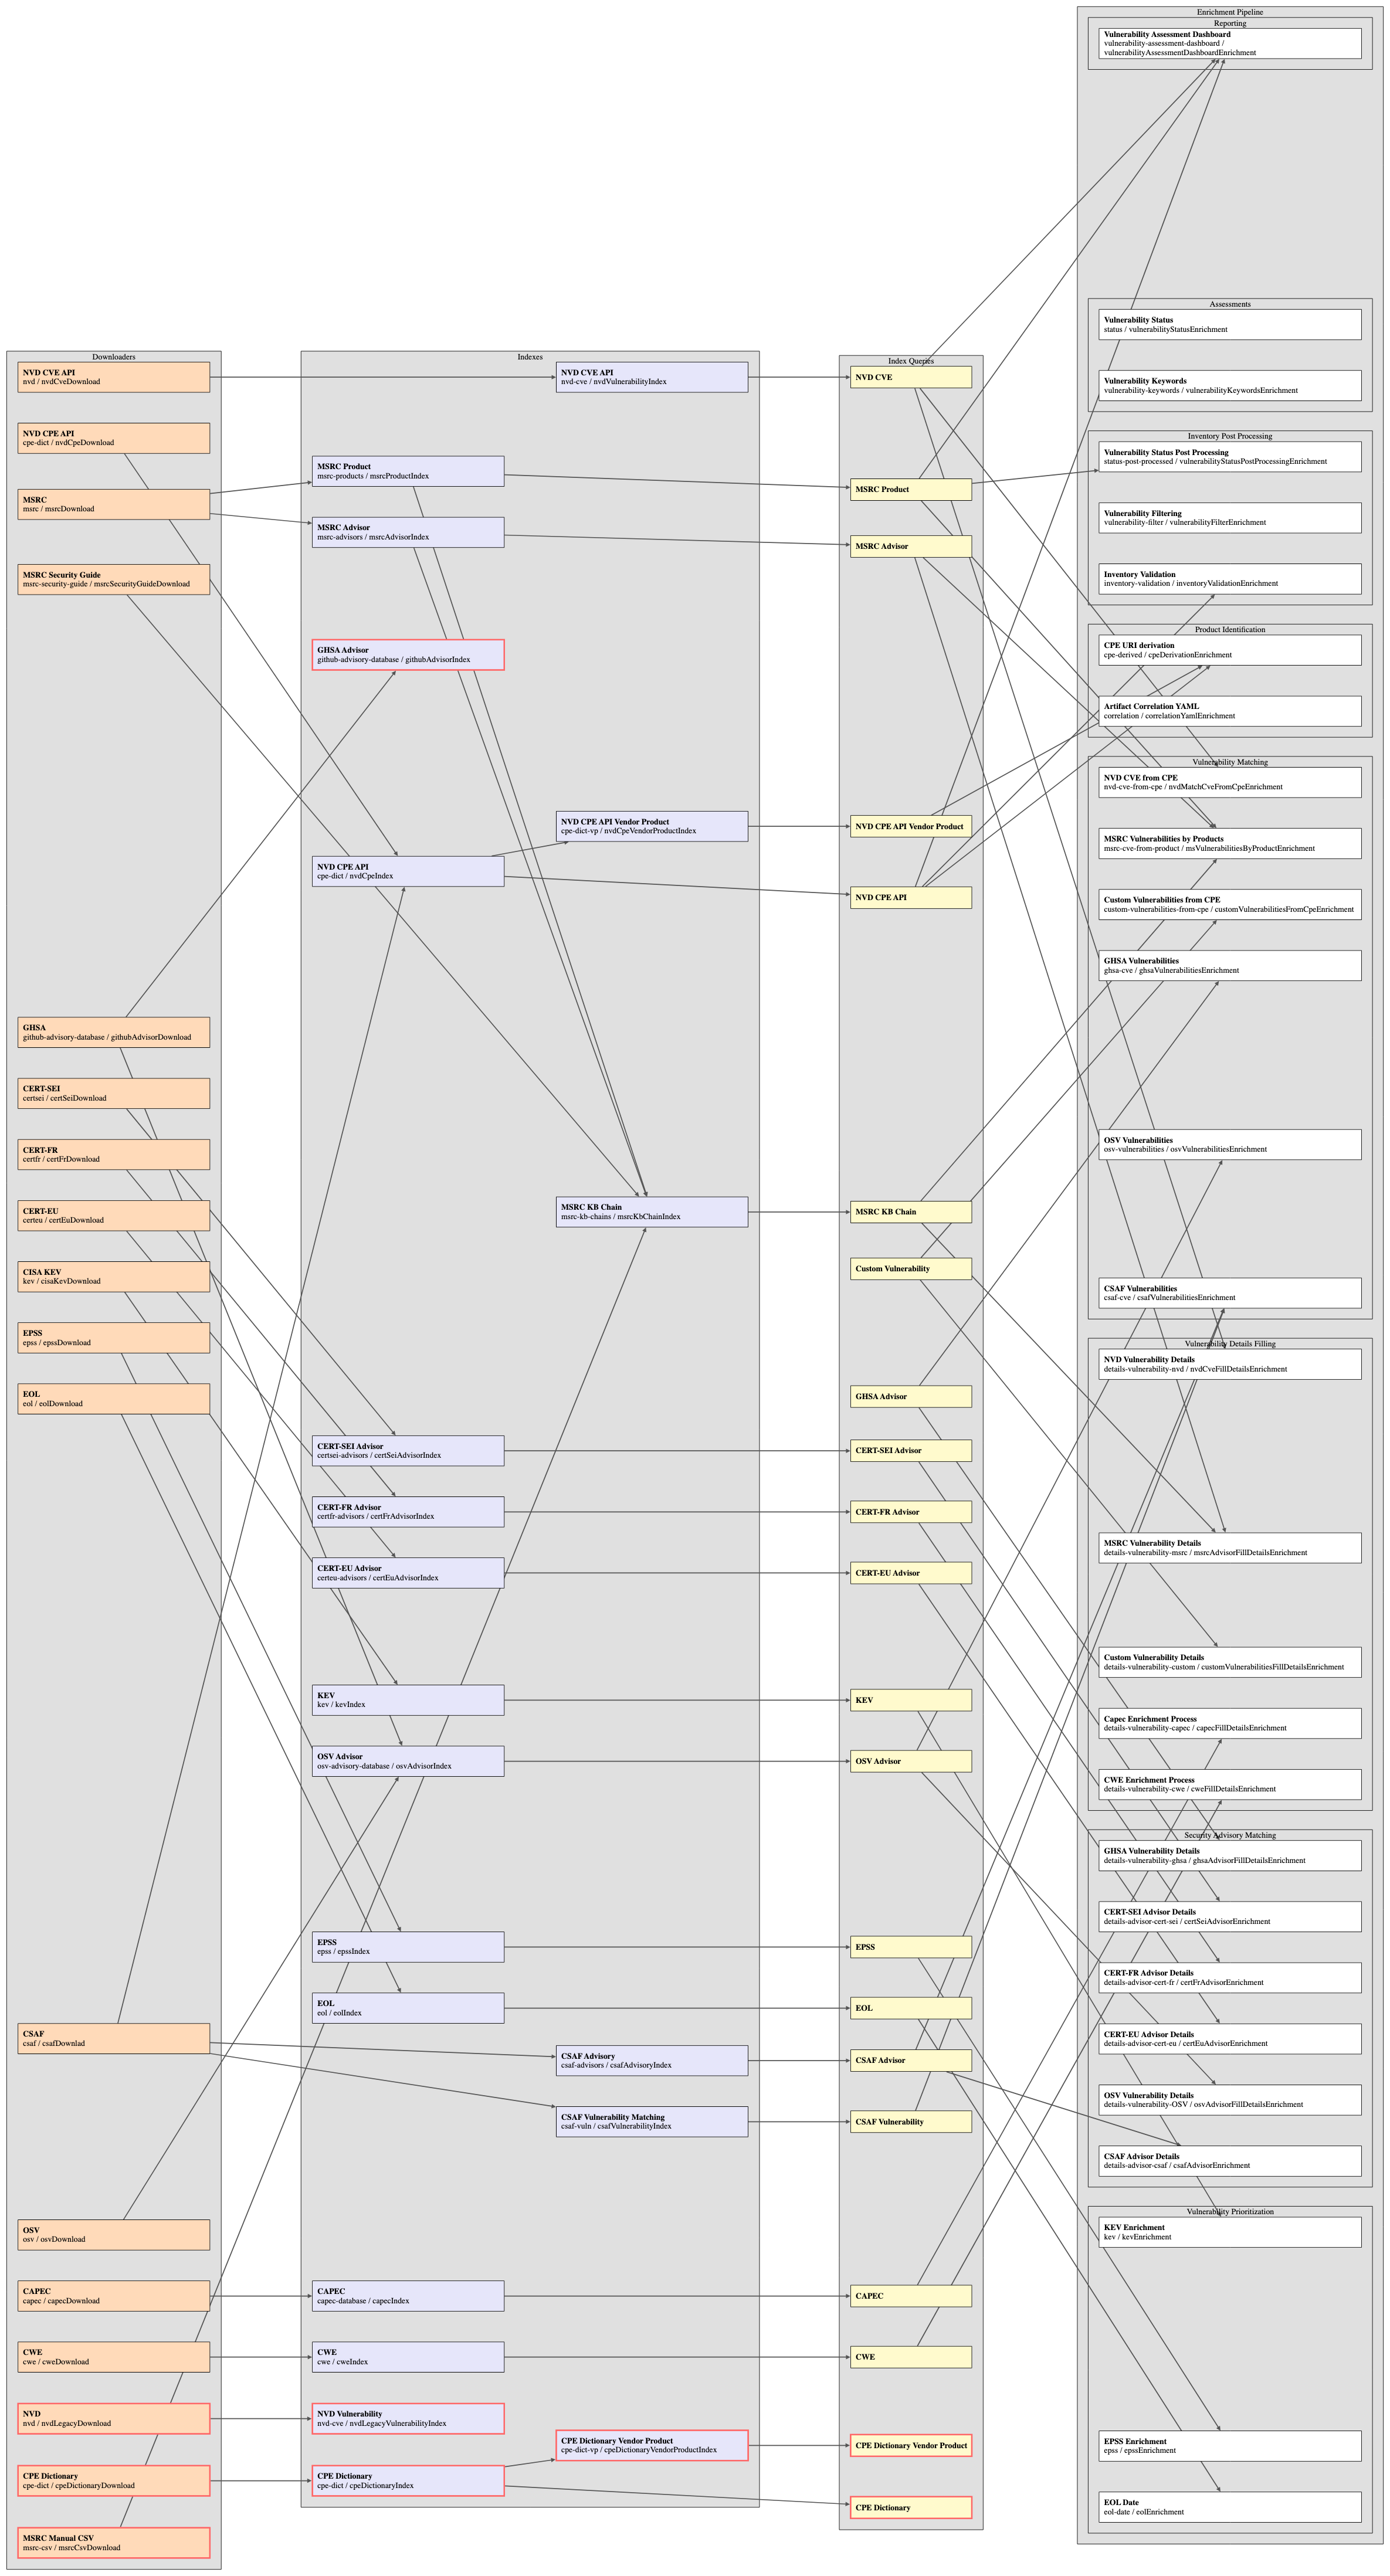 Downloaders
NVD CVE API
nvd / nvdCveDownload
NVD CPE API
cpe-dict / nvdCpeDownload
MSRC
msrc / msrcDownload
MSRC Security Guide
msrc-security-guide / msrcSecurityGuideDownload
GHSA
github-advisory-database / githubAdvisorDownload
CERT-SEI
certsei / certSeiDownload
CERT-FR
certfr / certFrDownload
CERT-EU
certeu / certEuDownload
CISA KEV
kev / cisaKevDownload
EPSS
epss / epssDownload
EOL
eol / eolDownload
CSAF
csaf / csafDownlad
OSV
osv / osvDownload
CAPEC
capec / capecDownload
CWE
cwe / cweDownload
NVD
nvd / nvdLegacyDownload
CPE Dictionary
cpe-dict / cpeDictionaryDownload
MSRC Manual CSV
msrc-csv / msrcCsvDownload
Indexes
NVD CVE API
nvd-cve / nvdVulnerabilityIndex
MSRC Product
msrc-products / msrcProductIndex
MSRC Advisor
msrc-advisors / msrcAdvisorIndex
GHSA Advisor
github-advisory-database / githubAdvisorIndex
NVD CPE API Vendor Product
cpe-dict-vp / nvdCpeVendorProductIndex
NVD CPE API
cpe-dict / nvdCpeIndex
MSRC KB Chain
msrc-kb-chains / msrcKbChainIndex
CERT-SEI Advisor
certsei-advisors / certSeiAdvisorIndex
CERT-FR Advisor
certfr-advisors / certFrAdvisorIndex
CERT-EU Advisor
certeu-advisors / certEuAdvisorIndex
KEV
kev / kevIndex
OSV Advisor
osv-advisory-database / osvAdvisorIndex
EPSS
epss / epssIndex
EOL
eol / eolIndex
CSAF Advisory
csaf-advisors / csafAdvisoryIndex
CSAF Vulnerability Matching
csaf-vuln / csafVulnerabilityIndex
CAPEC
capec-database / capecIndex
CWE
cwe / cweIndex
NVD Vulnerability
nvd-cve / nvdLegacyVulnerabilityIndex
CPE Dictionary Vendor Product
cpe-dict-vp / cpeDictionaryVendorProductIndex
CPE Dictionary
cpe-dict / cpeDictionaryIndex
Index Queries
NVD CVE
MSRC Product
MSRC Advisor
NVD CPE API Vendor Product
NVD CPE API
MSRC KB Chain
Custom Vulnerability
GHSA Advisor
CERT-SEI Advisor
CERT-FR Advisor
CERT-EU Advisor
KEV
OSV Advisor
EPSS
EOL
CSAF Advisor
CSAF Vulnerability
CAPEC
CWE
CPE Dictionary Vendor Product
CPE Dictionary
Enrichment Pipeline
Reporting
Vulnerability Assessment Dashboard
vulnerability-assessment-dashboard /
vulnerabilityAssessmentDashboardEnrichment
Assessments
Vulnerability Status
status / vulnerabilityStatusEnrichment
Vulnerability Keywords
vulnerability-keywords / vulnerabilityKeywordsEnrichment
Inventory Post Processing
Vulnerability Status Post Processing
status-post-processed / vulnerabilityStatusPostProcessingEnrichment
Vulnerability Filtering
vulnerability-filter / vulnerabilityFilterEnrichment
Inventory Validation
inventory-validation / inventoryValidationEnrichment
Product Identification
CPE URI derivation
cpe-derived / cpeDerivationEnrichment
Artifact Correlation YAML
correlation / correlationYamlEnrichment
Vulnerability Matching
NVD CVE from CPE
nvd-cve-from-cpe / nvdMatchCveFromCpeEnrichment
MSRC Vulnerabilities by Products
msrc-cve-from-product / msVulnerabilitiesByProductEnrichment
Custom Vulnerabilities from CPE
custom-vulnerabilities-from-cpe / customVulnerabilitiesFromCpeEnrichment
GHSA Vulnerabilities
ghsa-cve / ghsaVulnerabilitiesEnrichment
OSV Vulnerabilities
osv-vulnerabilities / osvVulnerabilitiesEnrichment
CSAF Vulnerabilities
csaf-cve / csafVulnerabilitiesEnrichment
Vulnerability Details Filling
NVD Vulnerability Details
details-vulnerability-nvd / nvdCveFillDetailsEnrichment
MSRC Vulnerability Details
details-vulnerability-msrc / msrcAdvisorFillDetailsEnrichment
Custom Vulnerability Details
details-vulnerability-custom / customVulnerabilitiesFillDetailsEnrichment
Capec Enrichment Process
details-vulnerability-capec / capecFillDetailsEnrichment
CWE Enrichment Process
details-vulnerability-cwe / cweFillDetailsEnrichment
Security Advisory Matching
GHSA Vulnerability Details
details-vulnerability-ghsa / ghsaAdvisorFillDetailsEnrichment
CERT-SEI Advisor Details
details-advisor-cert-sei / certSeiAdvisorEnrichment
CERT-FR Advisor Details
details-advisor-cert-fr / certFrAdvisorEnrichment
CERT-EU Advisor Details
details-advisor-cert-eu / certEuAdvisorEnrichment
OSV Vulnerability Details
details-vulnerability-OSV / osvAdvisorFillDetailsEnrichment
CSAF Advisor Details
details-advisor-csaf / csafAdvisorEnrichment
Vulnerability Prioritization
KEV Enrichment
kev / kevEnrichment
EPSS Enrichment
epss / epssEnrichment
EOL Date
eol-date / eolEnrichment